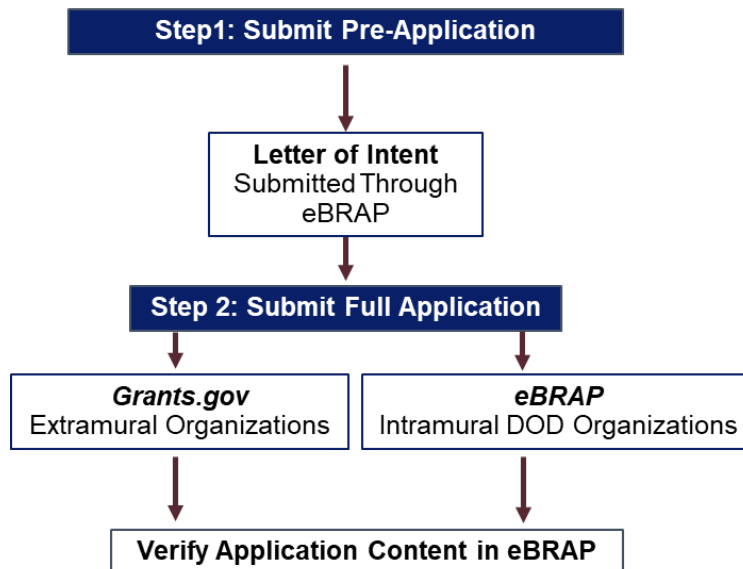 Step1: Submit Pre-Application
Letter of Intent
Submitted Through
eBRAP
Step 2: Submit Full Application
Grants.gov
Extramural Organizations
eBRAP
Intramural DOD Organizations
Verify Application Content in eBRAP